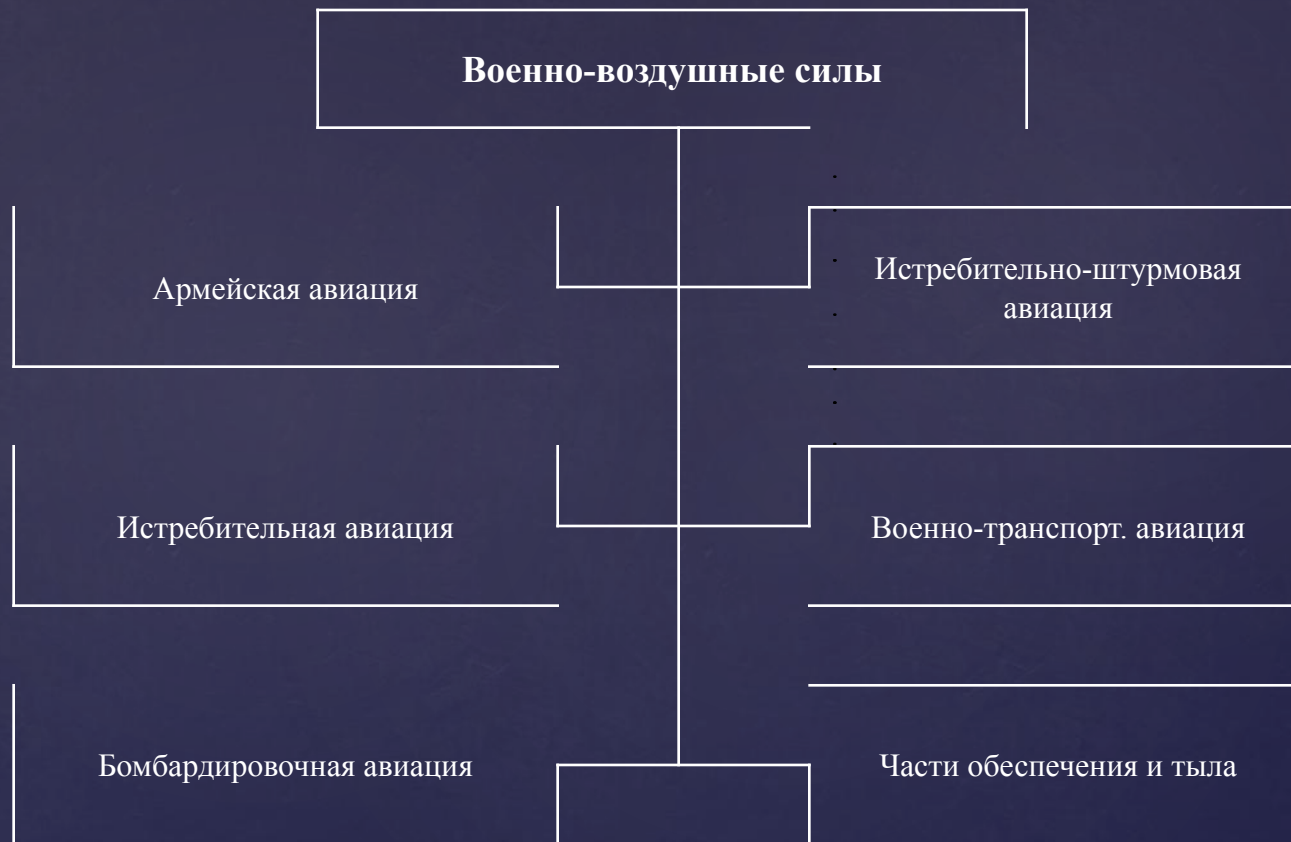 Военно-воздушные силы
Армейская авиация
Истребительно-штурмовая
авиация
Истребительная авиация
Военно-транспорт. авиация
Бомбардировочная авиация
Части обеспечения и тыла